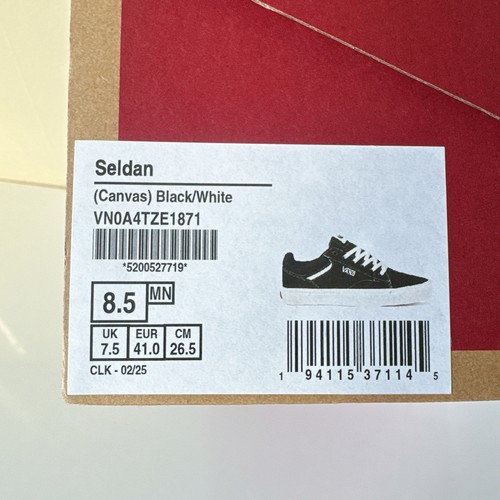 Seldan
(Canvas) Black/White
VN0A4TZE1871
*5200527719*
8.5 MN
UK EUR CM
7.5 41.0 26.5
CLK - 02/25
VANS
1 94115 37114 5